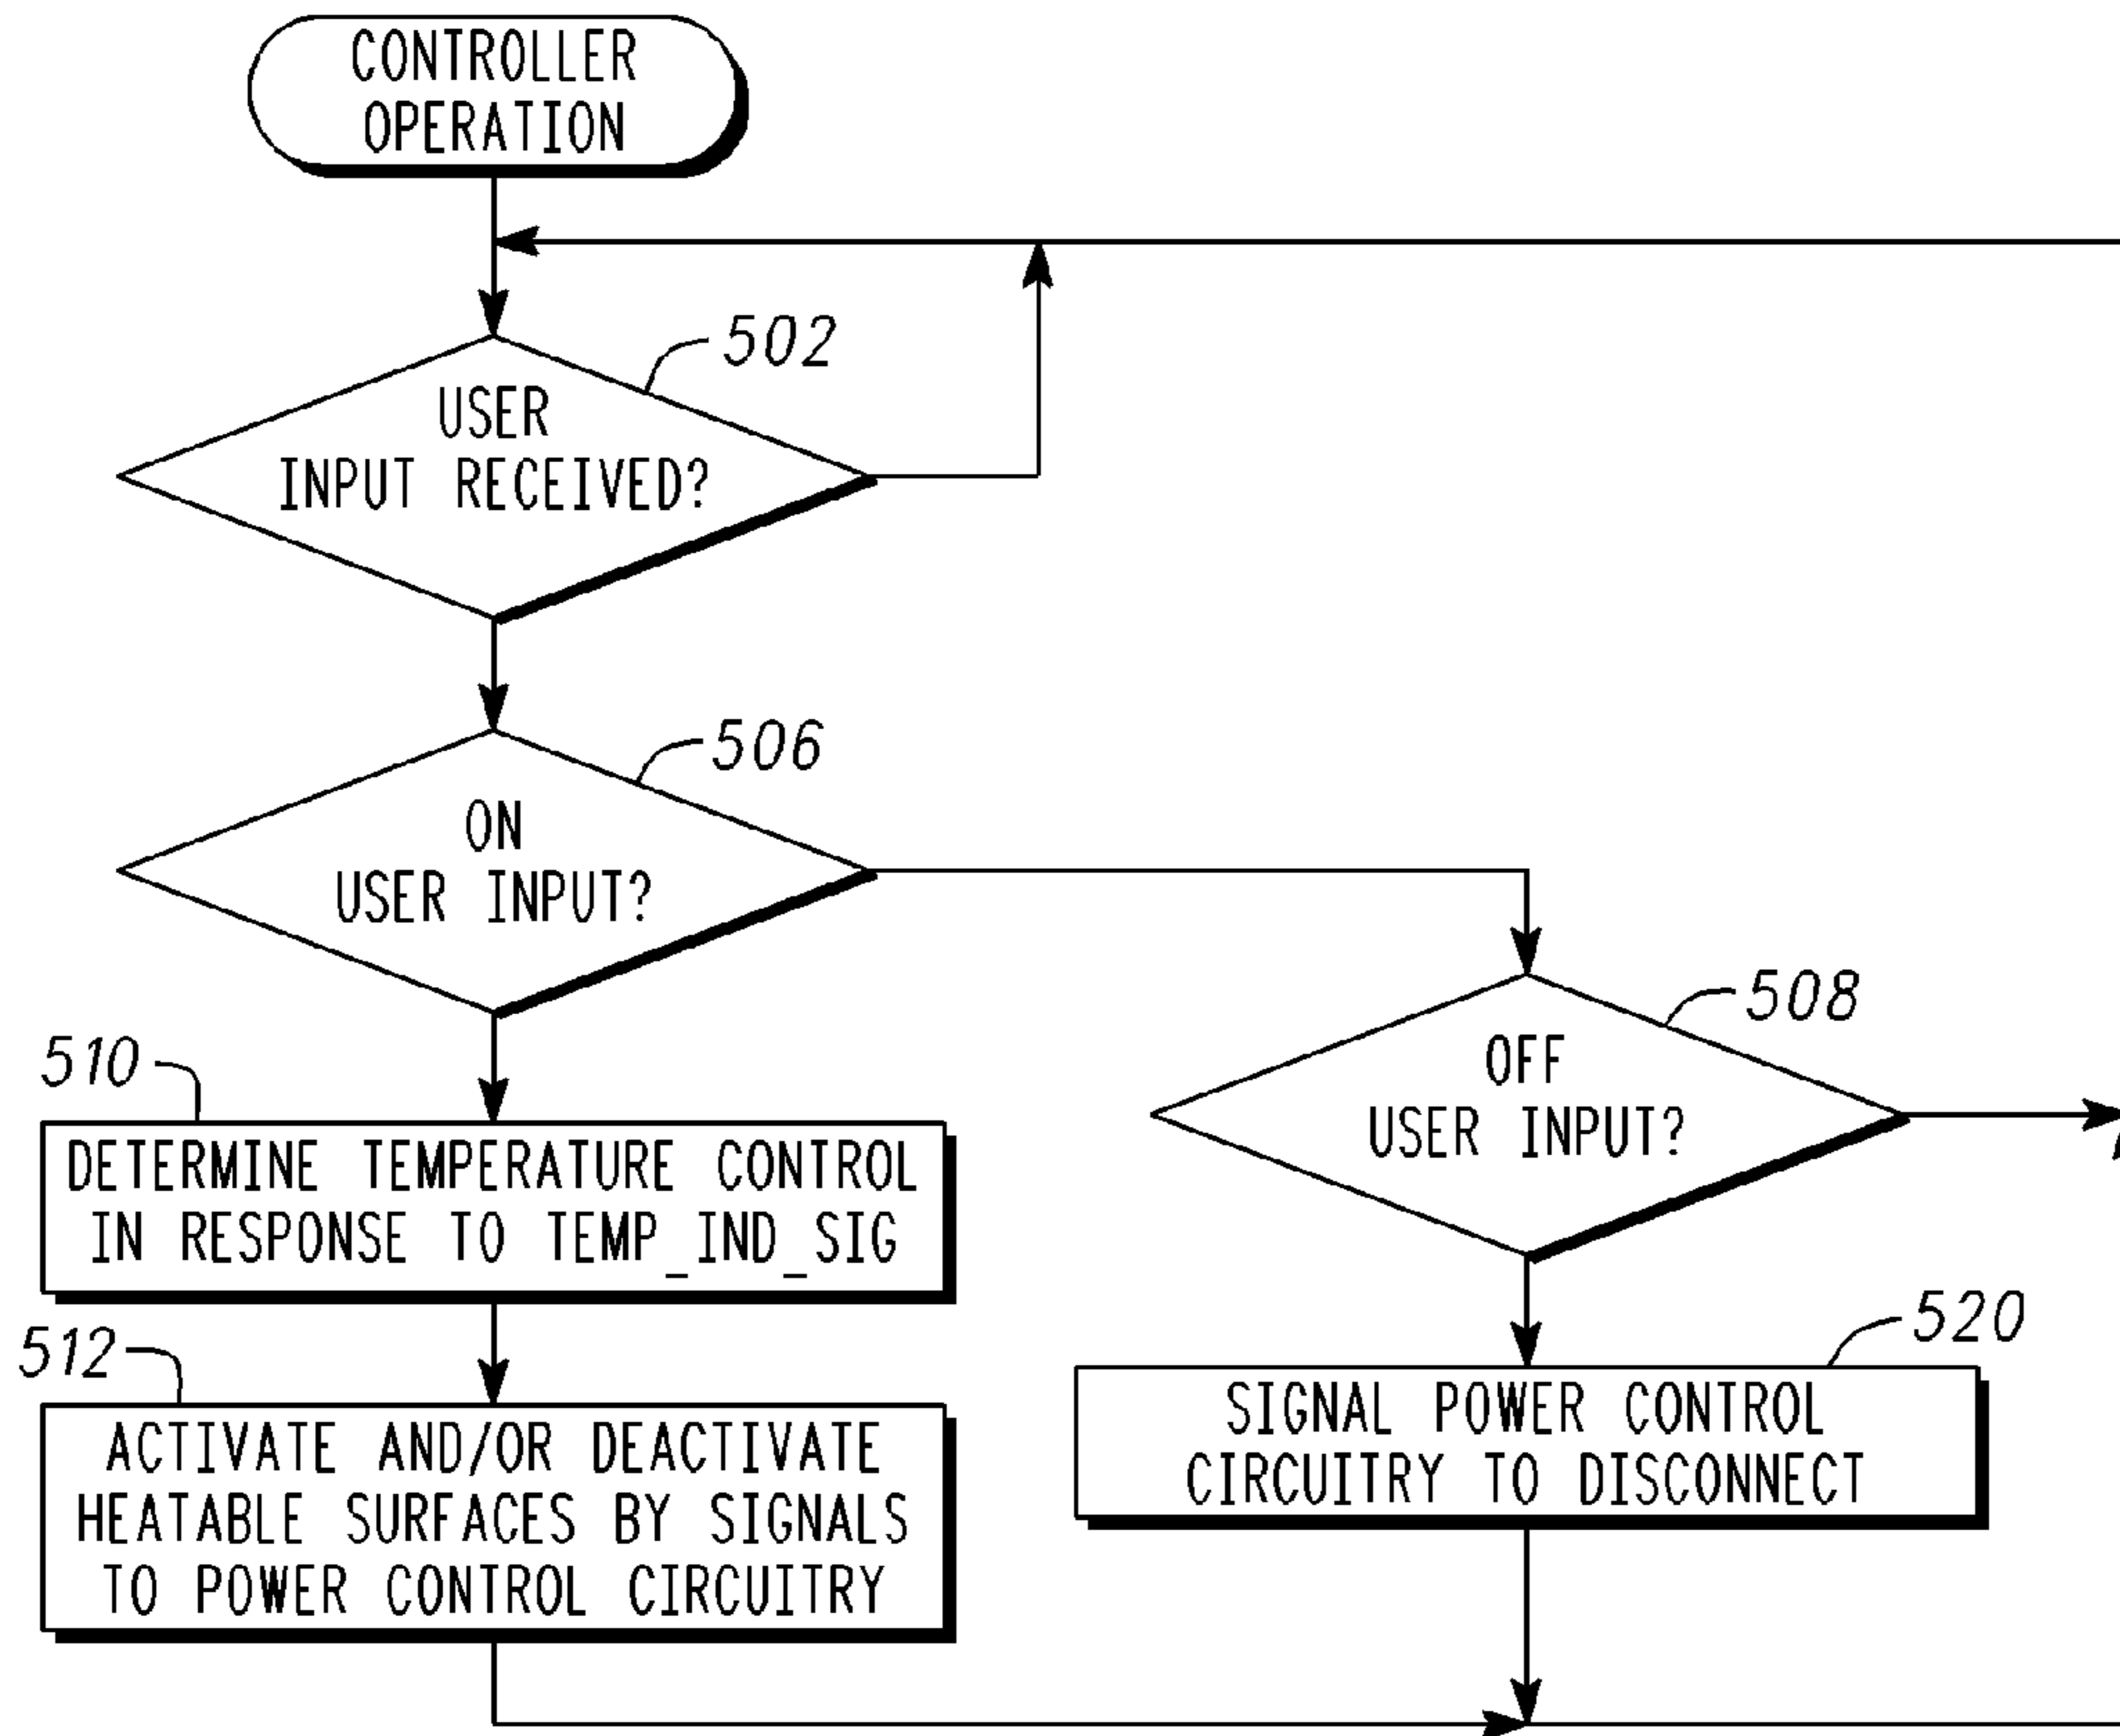 CONTROLLER
OPERATION
502
USER
INPUT RECEIVED?
506
ON
USER INPUT?
508
OFF
USER INPUT?
510
DETERMINE TEMPERATURE CONTROL
IN RESPONSE TO TEMP_IND_SIG
512
ACTIVATE AND/OR DEACTIVATE
HEATABLE SURFACES BY SIGNALS
TO POWER CONTROL CIRCUITRY
520
SIGNAL POWER CONTROL
CIRCUITRY TO DISCONNECT